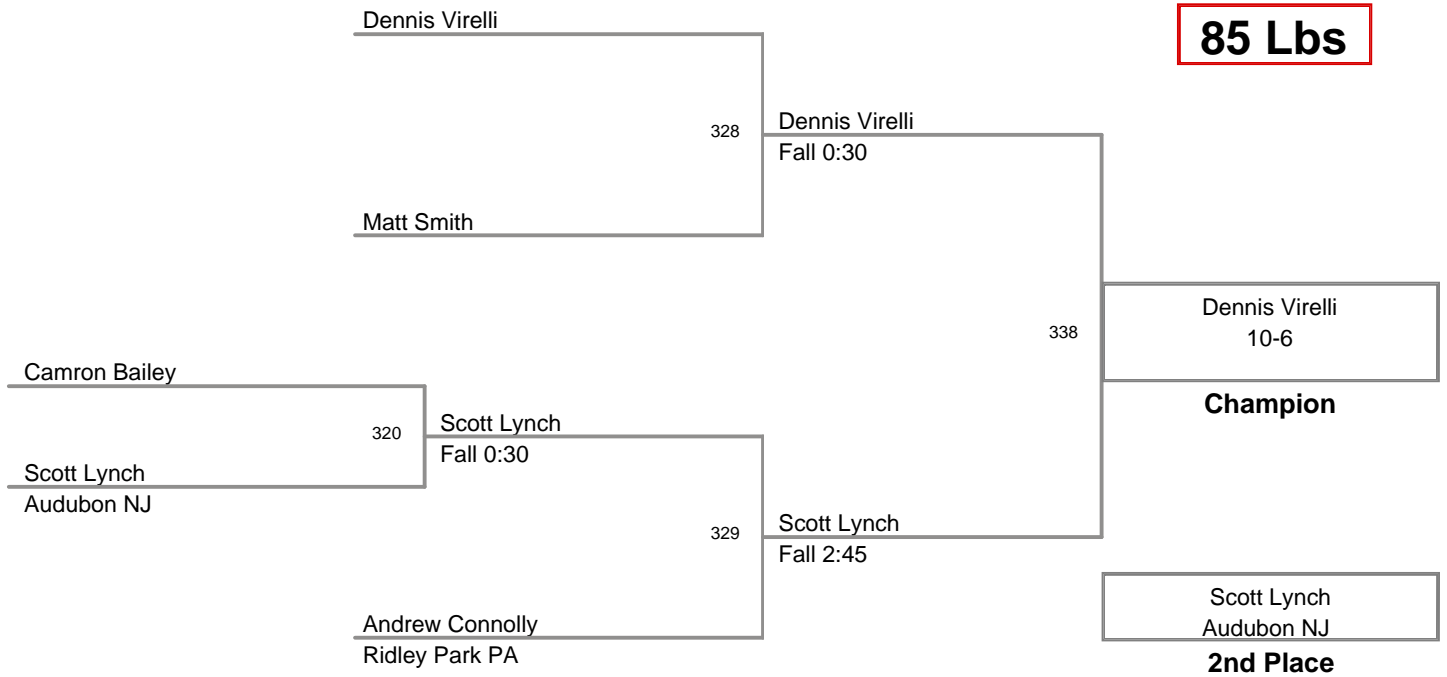 Dennis Virelli
85 Lbs
328
Dennis Virelli
Fall 0:30
Matt Smith
338
Dennis Virelli
10-6
Champion
Camron Bailey
320
Scott Lynch
Fall 0:30
Scott Lynch
Audubon NJ
329
Scott Lynch
Fall 2:45
Andrew Connolly
Ridley Park PA
Scott Lynch
Audubon NJ
2nd Place